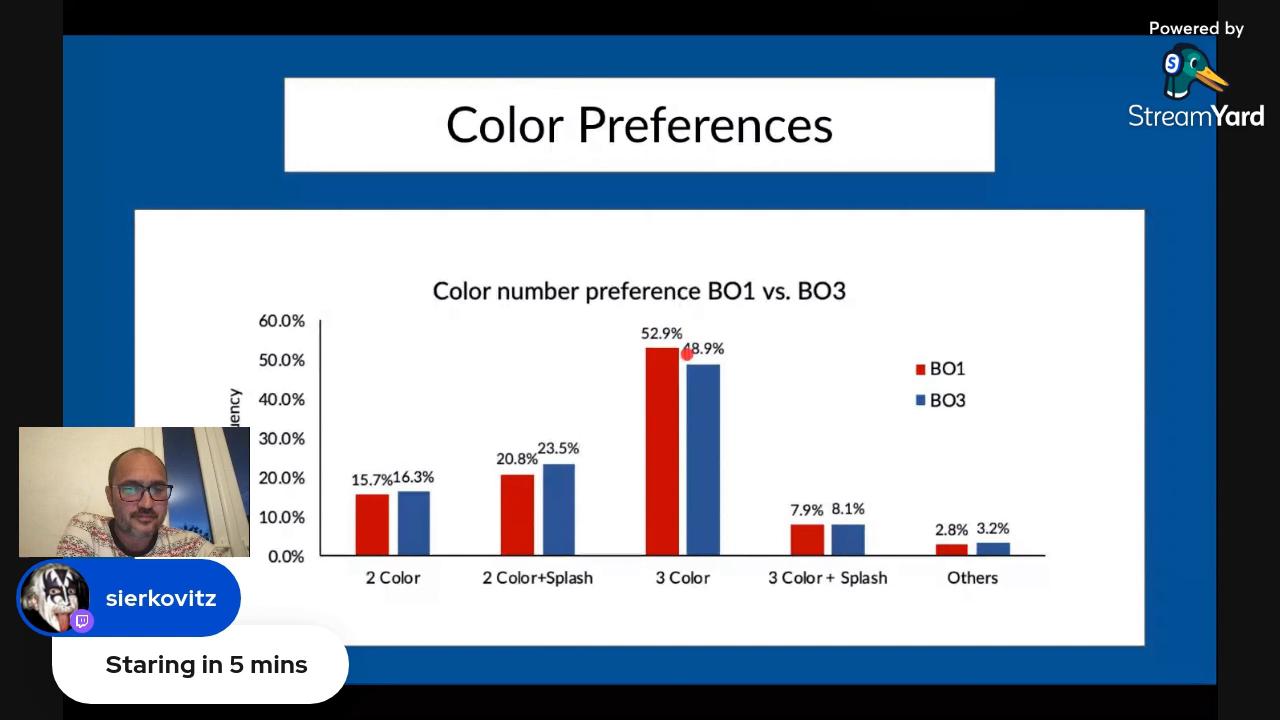 Powered by
StreamYard
Color Preferences
Color number preference BO1 vs. BO3
60.0%
50.0%
40.0%
30.0%
20.0%
10.0%
0.0%
15.7% 16.3%
20.8% 23.5%
52.9% 48.9%
7.9% 8.1%
2.8% 3.2%
2 Color
2 Color+Splash
3 Color
3 Color + Splash
Others
BO1
BO3
sierkovitz
Staring in 5 mins